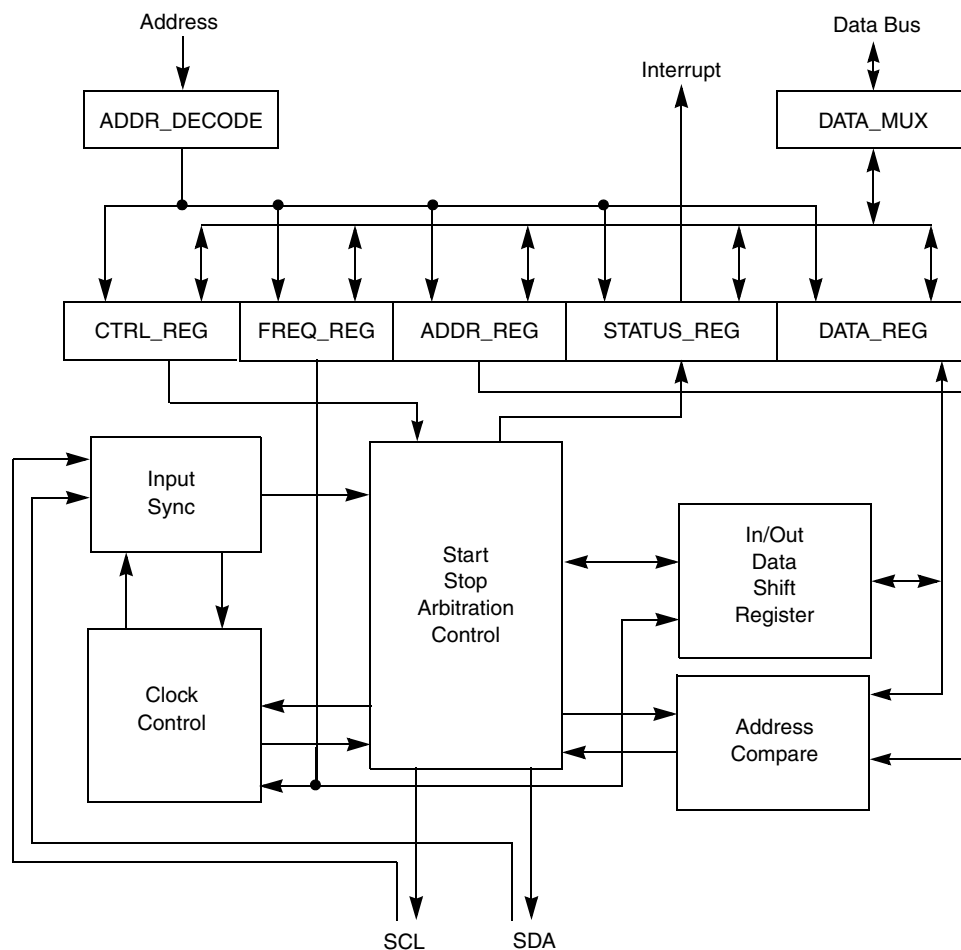 Address
Data Bus
Interrupt
ADDR_DECODE
DATA_MUX
CTRL_REG
FREQ_REG
ADDR_REG
STATUS_REG
DATA_REG
Input
Sync
Start
Stop
Arbitration
Control
In/Out
Data
Shift
Register
Clock
Control
Address
Compare
SCL
SDA